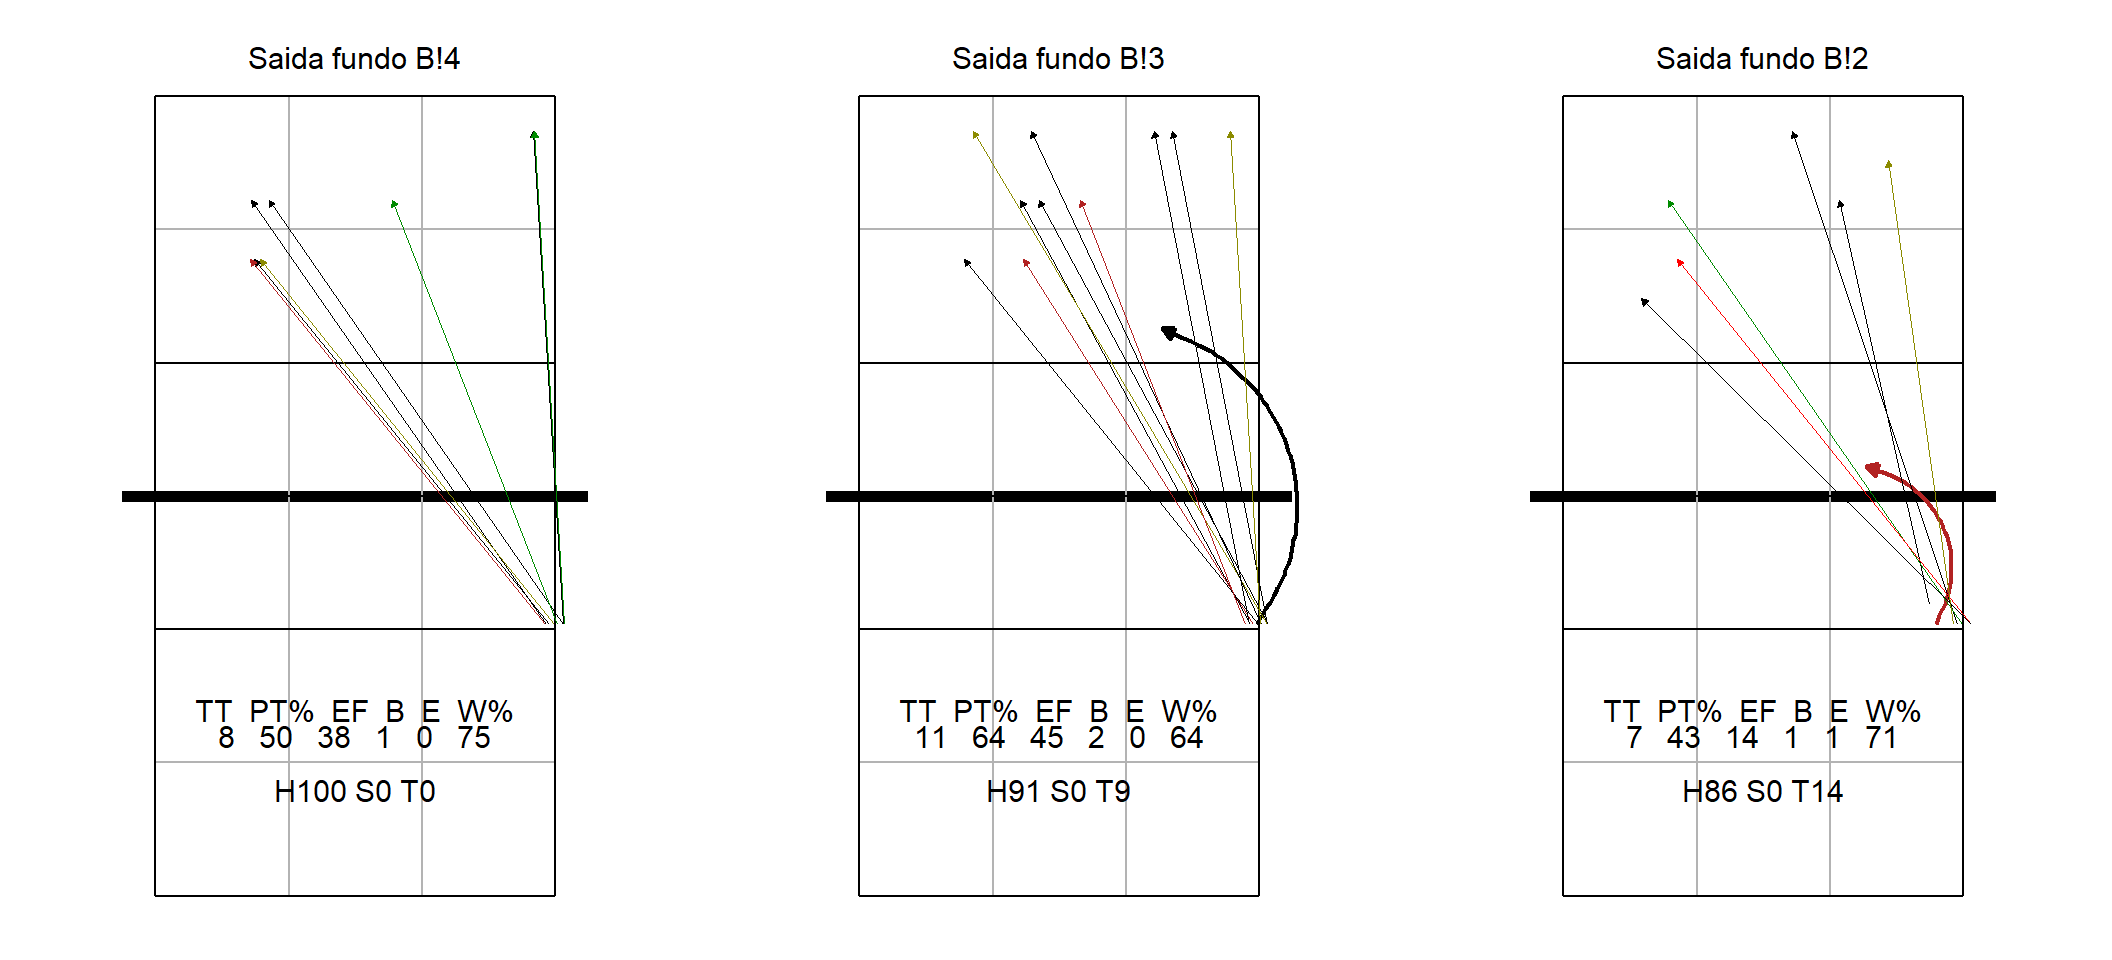 Saida fundo B!4
Saida fundo B!3
Saida fundo B!2
TT PT% EF B E W%
8 50 38 1 0 75
H100 S0 T0
TT PT% EF B E W%
11 64 45 2 0 64
H91 S0 T9
TT PT% EF B E W%
7 43 14 1 1 71
H86 S0 T14